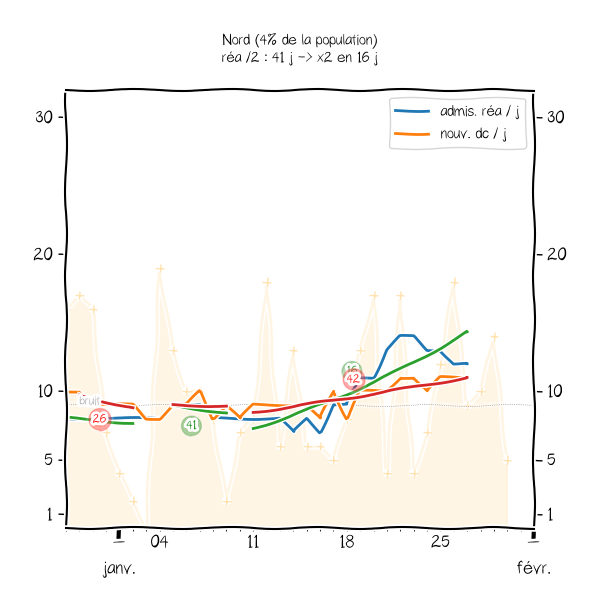 Nord (4% de la population)
réa /2 : 41 j -> x2 en 16 j
admis. réa / j
nouv. dc / j
30
30
20
20
10
10
5
5
1
1
bruit
26
41
16
42
04
11
18
25
janv.
févr.